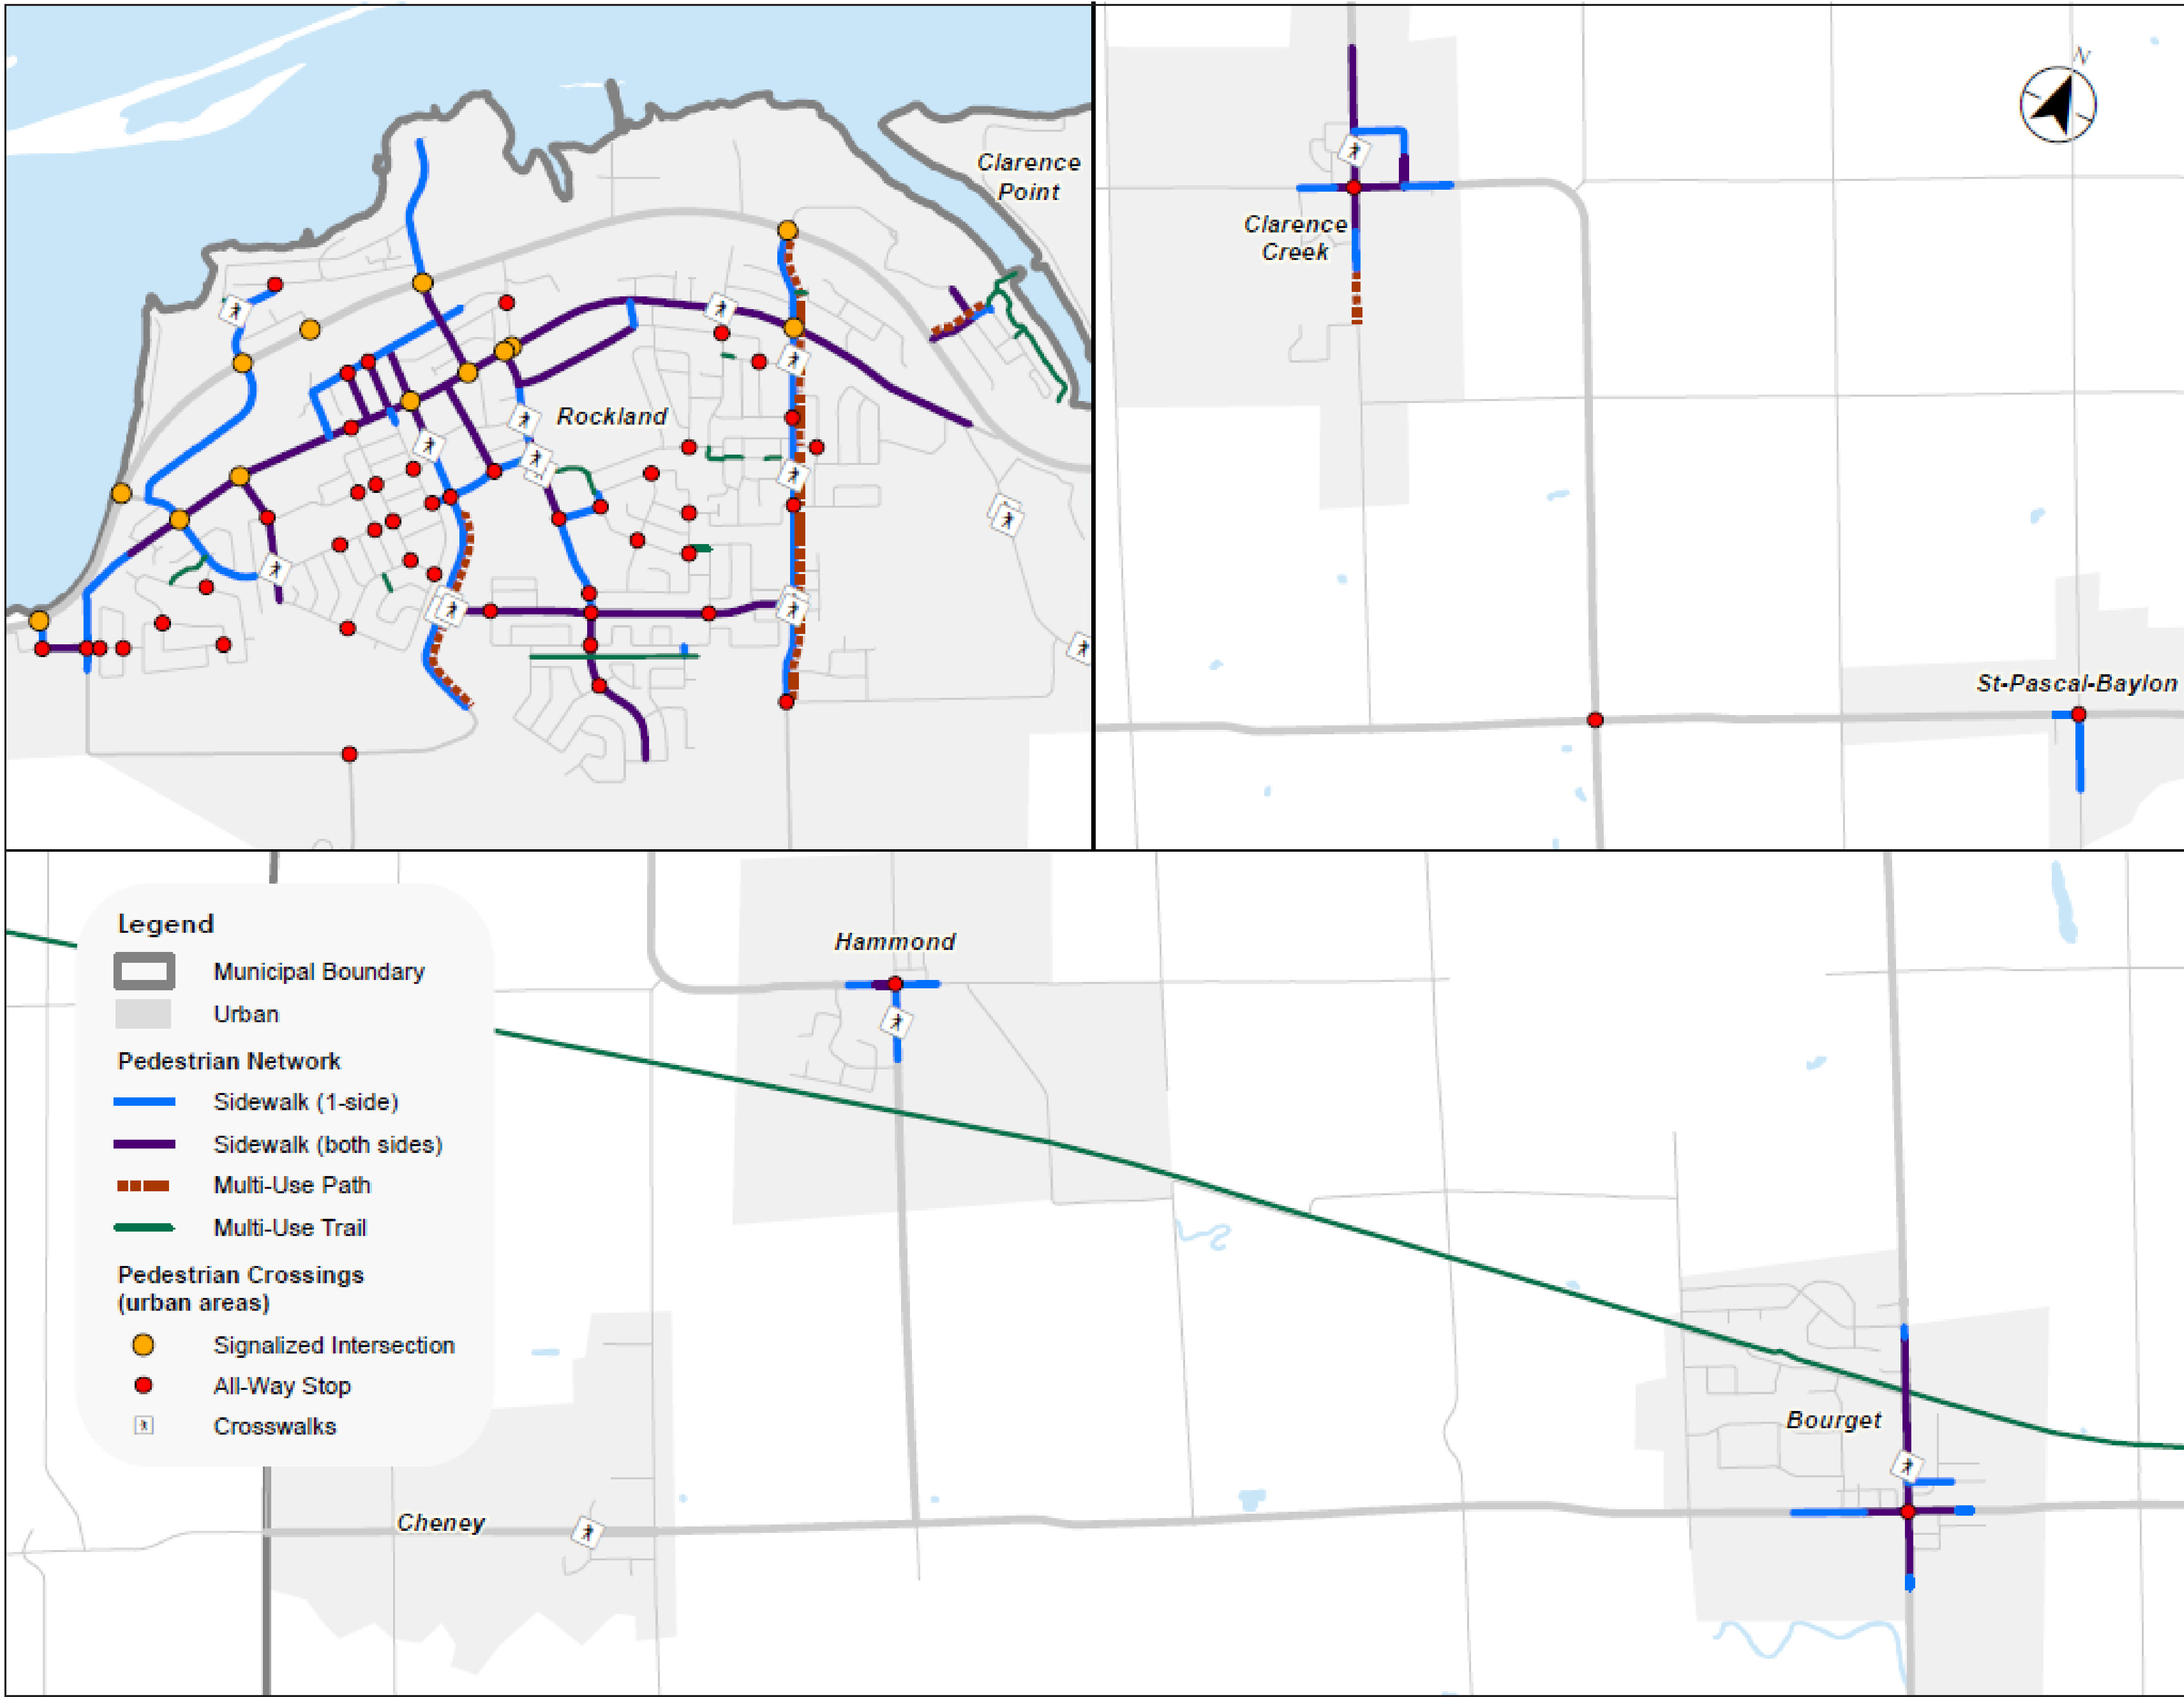 Clarence
Point
Rockland
N
Clarence
Creek
St-Pascal-Baylon
Legend
Municipal Boundary
Urban
Pedestrian Network
Sidewalk (1-side)
Sidewalk (both sides)
Multi-Use Path
Multi-Use Trail
Pedestrian Crossings
(urban areas)
Signalized Intersection
All-Way Stop
Crosswalks
Hammond
Cheney
Bourget